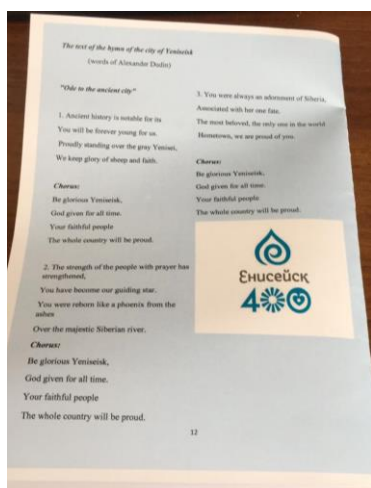 The text of the hymn of the city of Yeniseisk
(words of Alexander Dudin)
"Ode to the ancient city"
1. Ancient history is notable for its
You will be forever young for us.
Proudly standing over the gray Yenisei,
We keep glory of sheep and faith.
Chorus:
Be glorious Yeniseisk,
God given for all time.
Your faithful people
The whole country will be proud.
2. The strength of the people with prayer has
strengthened,
You have become our guiding star.
You were reborn like a phoenix from the
ashes
Over the majestic Siberian river.
Chorus:
Be glorious Yeniseisk,
God given for all time.
Your faithful people
The whole country will be proud.
3. You were always an adornment of Siberia,
Associated with her one fate.
The most beloved, the only one in the world
Hometown, we are proud of you.
Chorus:
Be glorious Yeniseisk,
God given for all time.
Your faithful people
The whole country will be proud.
Енисейск
400
12